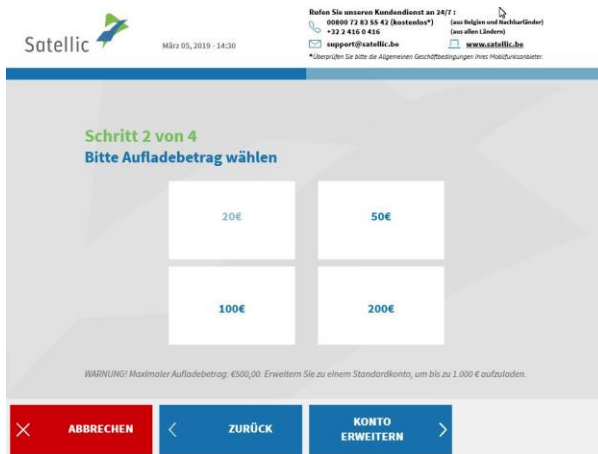 Satellic
März 05, 2019 - 14:30
Rufen Sie unseren Kundendienst an 24/7 :
00800 72 83 55 42 (kostenlos*) (aus Belgien und Nachbarländer)
+32 2 416 0 416 (aus allen Ländern)
support@satellic.be www.satellic.be
*Überprüfen Sie bitte die Allgemeinen Geschäftbedingungen ihres Mobilfunkanbieter.
Schritt 2 von 4
Bitte Aufladebetrag wählen
20€ 50€
100€ 200€
WARNUNG! Maximaler Aufladebetrag: €500,00. Erweitern Sie zu einem Standardkonto, um bis zu 1.000 € aufzuladen.
ABBRECHEN ZURÜCK KONTO
ERWEITERN